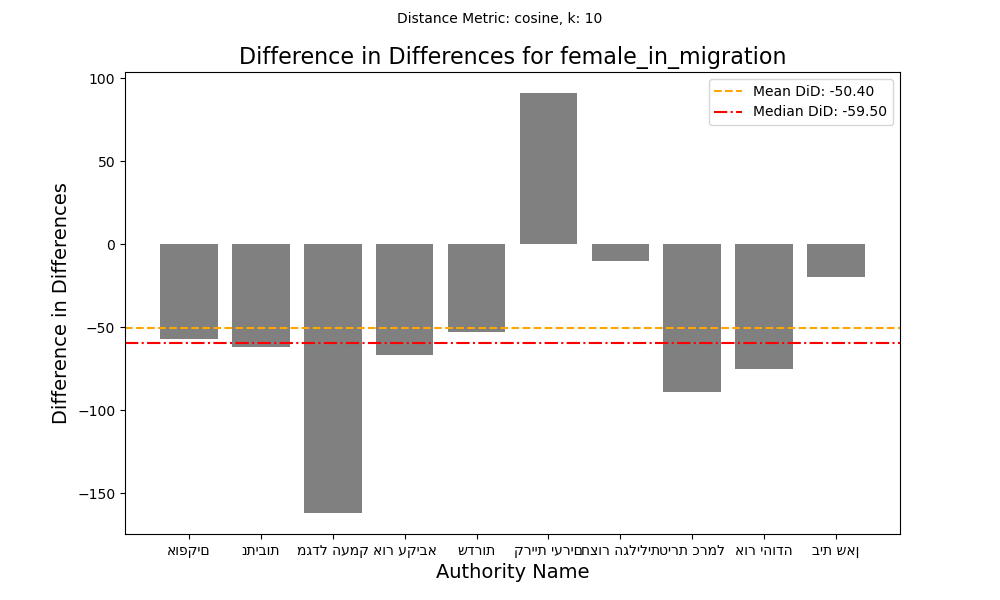 Distance Metric: cosine, k: 10
Difference in Differences for female_in_migration
Mean DiD: -50.40
Median DiD: -59.50
Difference in Differences
100
50
0
−50
−100
−150
אופקים
נתיבות
מגדל העמק
אור עקיבא
שדרות
קריית יערים
חצור הגלילית
טירת כרמל
אור יהודה
בית שאן
Authority Name